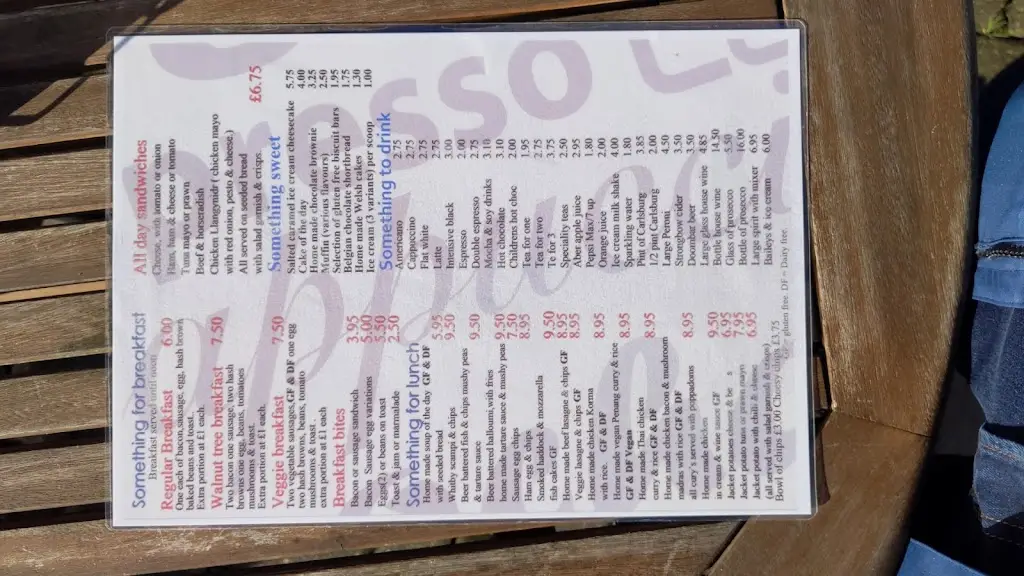 Something for breakfast
Breakfast served until noon
Regular Breakfast 6.00
One each of bacon, sausage, egg, hash brown
baked beans and toast.
Extra portion at £1 each.
Walnut tree breakfast 7.50
Two bacon one sausage, two hash
browns one egg, beans, tomatoes
mushrooms & toast.
Extra portion at £1 each.
Veggie breakfast 7.50
Two vegetable sausages, GF & DF one egg
two hash browns, beans, tomato
mushrooms & toast.
extra portion at £1 each
Breakfast bites
Bacon or sausage sandwich 3.95
Bacon Sausage egg variations 5.00
Eggs(2) or beans on toast 3.50
Toast & jam or marmalade 2.50
Something for lunch
Home made soup of the day GF & DF 5.95
with seeded bread
Whitby scampi & chips 9.50
Beer battered fish & chips mushy peas
& tartare sauce 9.50
Beer battered halloumi, with fries
home made tartare sauce & mushy peas 9.50
Sausage egg chips 7.50
Ham egg & chips 8.95
Smoked haddock & mozzarella
fish cakes GF 9.50
Home made beef lasagne & chips GF 8.95
Veggie lasagne & chips GF 8.95
Home made chicken Korma
with rice. GF & DF 8.95
Home made vegan Penang curry & rice
GF & DF Vegan 8.95
Home made Thai chicken
curry & rice GF & DF 8.95
Home made chicken bacon & mushroom
madras with rice GF & DF
all curry's served with poppadoms 8.95
Home made chicken
in cream & wine sauce GF 9.50
Jacket potatoes cheese & be 6.95
Jacket potato tuna or prawn mayo 7.95
Jacket potato with chilli & cheese 6.95
(all served with salad garnish & crisps)
Bowl of chips £3.00 Cheesy chips £3.75
All day sandwiches
Cheese, with tomato or onion
Ham, ham & cheese or tomato
Tuna mayo or prawn
Beef & horseradish
Chicken Llangynidr ( chicken mayo
with red onion, pesto & cheese.)
All served on seeded bread
with salad garnish & crisps. £6.75
Something sweet
Salted caramel ice cream cheesecake 5.75
Cake of the day 4.00
Home made chocolate brownie 3.25
Muffin (various flavours) 2.50
Selection of gluten free biscuit bars 1.95
Belgian chocolate shortbread 1.75
Home made Welsh cakes 1.30
Ice cream (3 variants) per scoop 1.00
Something to drink
Americano 2.75
Cappuccino 2.75
Flat white 2.75
Latte 2.75
Intensive black 3.00
Espresso 2.00
Double espresso 2.75
Mocha & soy drinks 3.10
Hot chocolate 3.10
Childrens hot choc 2.00
Tea for one 1.95
Tea for two 2.75
Te for 3 3.75
Speciality teas 2.50
Aber apple juice 2.95
Pepsi Max/7 up 1.80
Orange juice 2.00
Ice cream milk shake 4.00
Sparkling water 1.80
Pint of Carlsburg 3.85
1/2 pint Carlsburg 2.00
Large Peroni 4.50
Strongbow cider 3.50
Doombar beer 3.50
Large glass house wine 4.85
Bottle house wine 14.50
Glass of prosecco 5.50
Bottle of prosecco 16.00
Large spirit with mixer 6.95
Baileys & ice cream 6.00
GF = gluten free. DF = Dairy free.